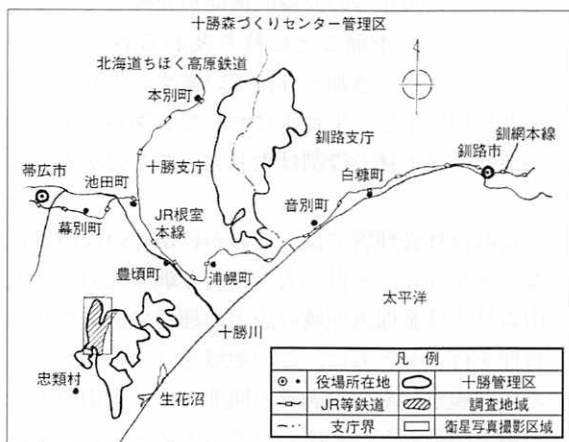 十勝森づくりセンター管理区
北海道ちほく高原鉄道
本別町
釧路支庁
釧網本線
釧路市
白糠町
十勝支庁
帯広市
池田町
音別町
幕別町
JR根室
本線
豊頃町
浦幌町
太平洋
十勝川
忠類村
生花沼
凡 例
役場所在地
十勝管理区
JR等鉄道
調査地域
支庁界
衛星写真撮影区域